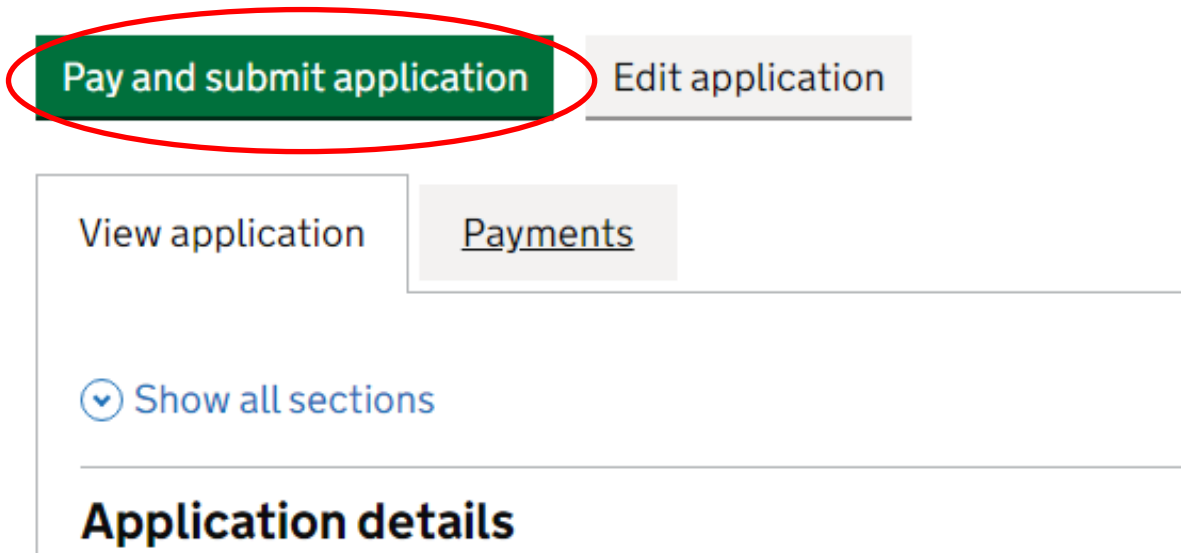 Pay and submit application
Edit application
View application
Payments
Show all sections
Application details